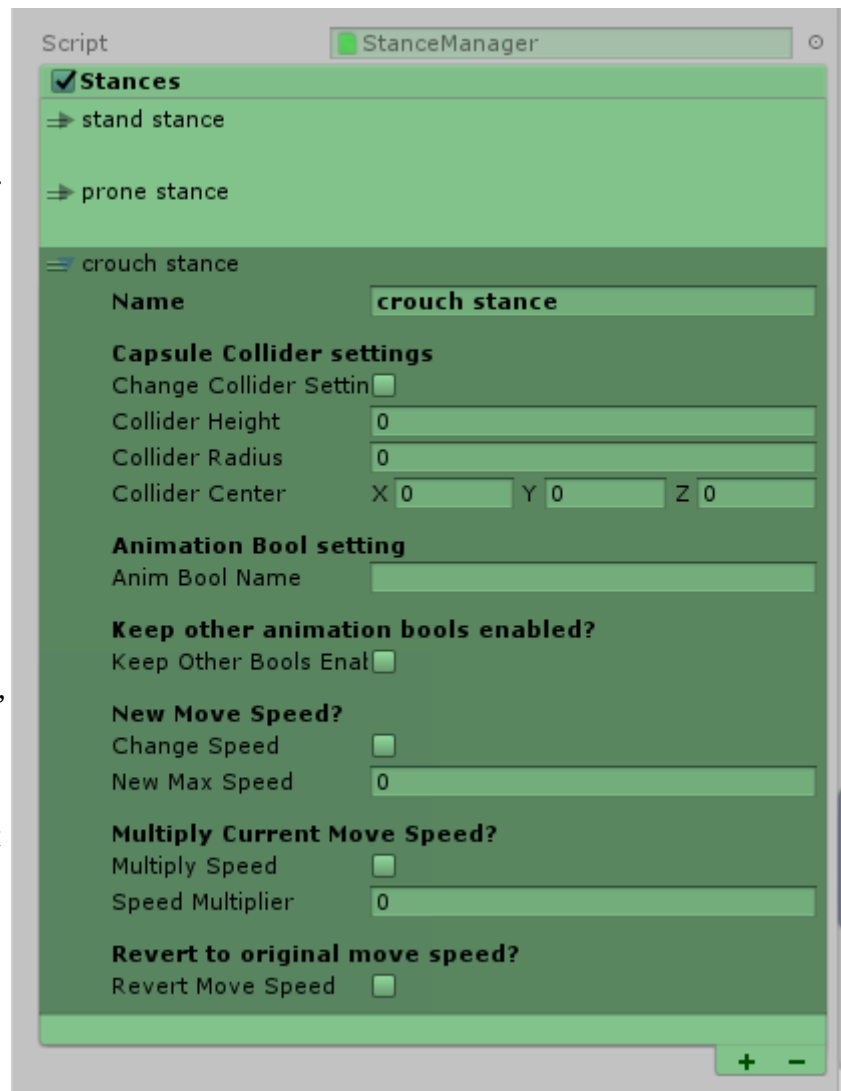 Script StanceManager
Stances
stand stance
prone stance
crouch stance
Name crouch stance
Capsule Collider settings
Change Collider Settin
Collider Height 0
Collider Radius 0
Collider Center X 0 Y 0 Z 0
Animation Bool setting
Anim Bool Name
Keep other animation bools enabled?
Keep Other Bools Enab
New Move Speed?
Change Speed
New Max Speed 0
Multiply Current Move Speed?
Multiply Speed
Speed Multiplier 0
Revert to original move speed?
Revert Move Speed
+ -